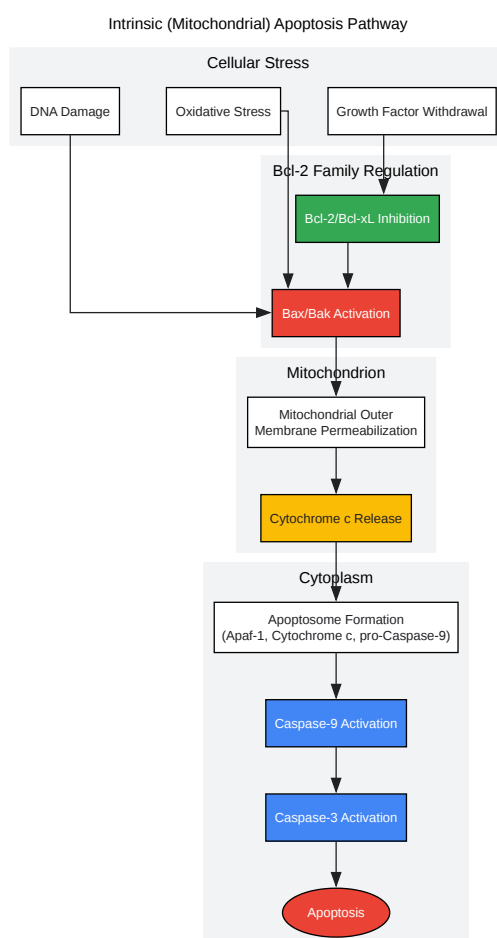 Intrinsic (Mitochondrial) Apoptosis Pathway
Cellular Stress
DNA Damage
Oxidative Stress
Growth Factor Withdrawal
Bcl-2 Family Regulation
Bcl-2/Bcl-xL Inhibition
Bax/Bak Activation
Mitochondrion
Mitochondrial Outer
Membrane Permeabilization
Cytochrome c Release
Cytoplasm
Apoptosome Formation
(Apaf-1, Cytochrome c, pro-Caspase-9)
Caspase-9 Activation
Caspase-3 Activation
Apoptosis